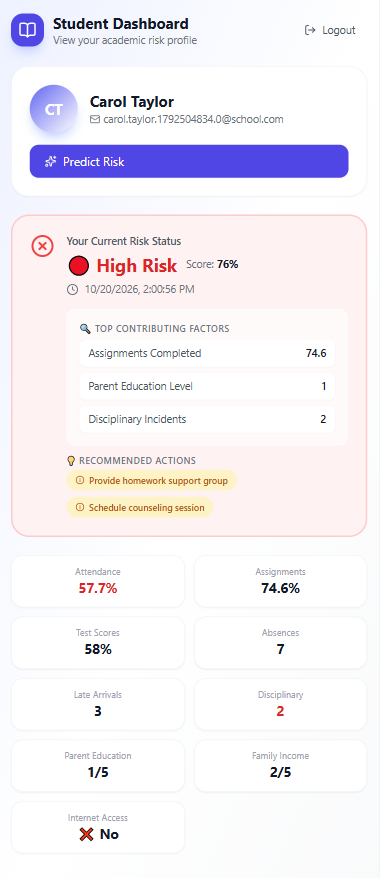 Student Dashboard
View your academic risk profile
Logout
CT
Carol Taylor
carol.taylor.1792504834.0@school.com
Predict Risk
Your Current Risk Status
High Risk Score: 76%
10/20/2026, 2:00:56 PM
TOP CONTRIBUTING FACTORS
Assignments Completed 74.6
Parent Education Level 1
Disciplinary Incidents 2
RECOMMENDED ACTIONS
Provide homework support group
Schedule counseling session
Attendance
57.7%
Assignments
74.6%
Test Scores
58%
Absences
7
Late Arrivals
3
Disciplinary
2
Parent Education
1/5
Family Income
2/5
Internet Access
❌ No